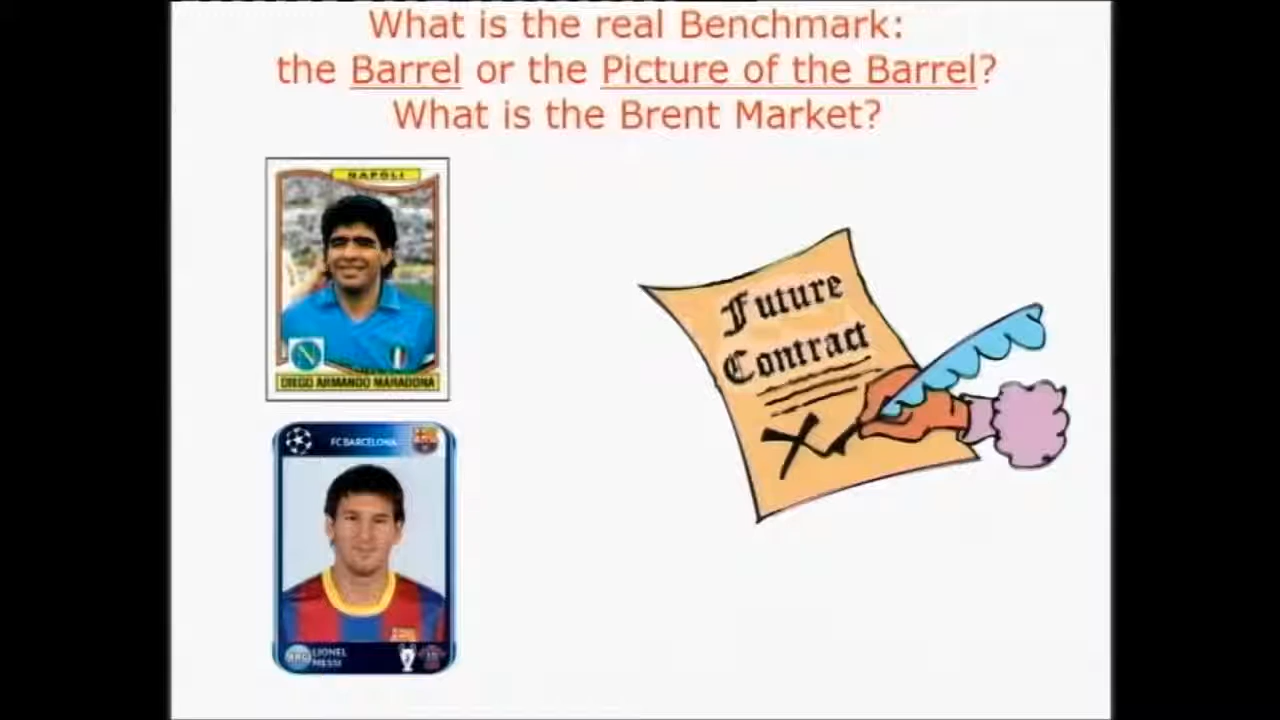 What is the real Benchmark:
the Barrel or the Picture of the Barrel?
What is the Brent Market?
NAPOLI
DIEGO ARMANDO MARADONA
FC BARCELONA
LIONEL
MESSI
Future
Contract